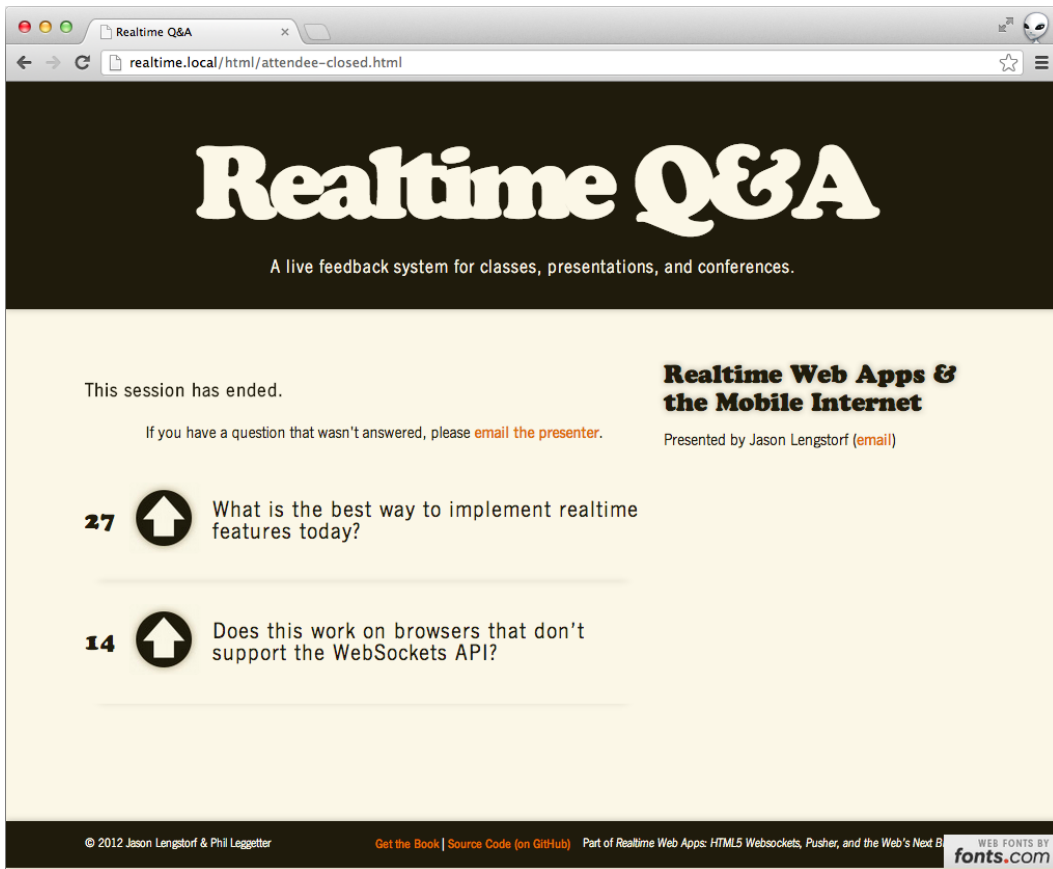 Realtime Q&A
realtime.local/html/attendee-closed.html
Realtime Q&A
A live feedback system for classes, presentations, and conferences.
This session has ended.
If you have a question that wasn't answered, please email the presenter.
27
What is the best way to implement realtime
features today?
14
Does this work on browsers that don't
support the WebSockets API?
Realtime Web Apps &
the Mobile Internet
Presented by Jason Lengstorf (email)
© 2012 Jason Lengstorf & Phil Leggetter
Get the Book | Source Code (on GitHub)
Part of Realtime Web Apps: HTML5 Websockets, Pusher, and the Web's Next B
WEB FONTS BY
fonts.com